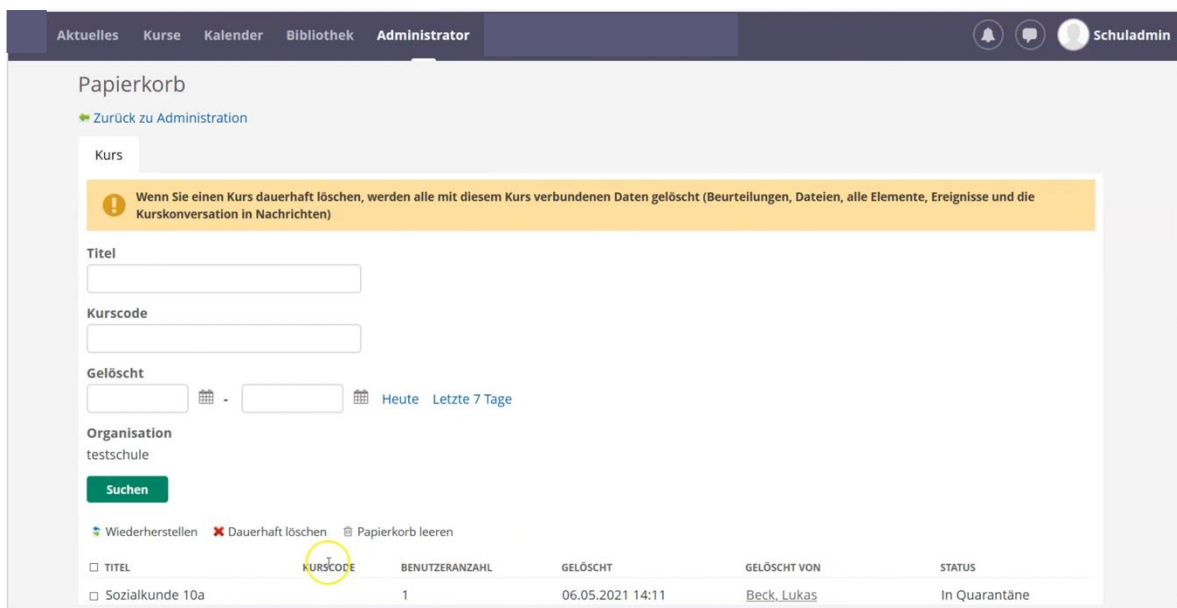 Aktuelles Kurse Kalender Bibliothek Administrator Schuladmin
Papierkorb
Zurück zu Administration
Kurs
Wenn Sie einen Kurs dauerhaft löschen, werden alle mit diesem Kurs verbundenen Daten gelöscht (Beurteilungen, Dateien, alle Elemente, Ereignisse und die
Kurskonversation in Nachrichten)
Titel
Kurscode
Gelöscht
- Heute Letzte 7 Tage
Organisation
testschule
Suchen
Wiederherstellen Dauerhaft löschen Papierkorb leeren
TITEL KURSCODE BENUTZERANZAHL GELÖSCHT GELÖSCHT VON STATUS
Sozialkunde 10a 1 06.05.2021 14:11 Beck, Lukas In Quarantäne